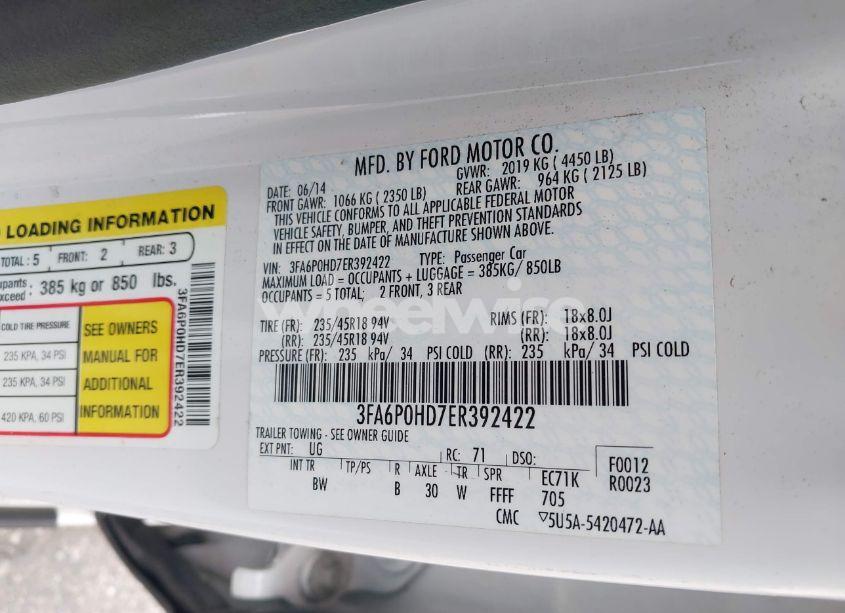 D LOADING INFORMATION
TOTAL : 5 FRONT: 2 REAR: 3
385 kg or 850 lbs.
COLD TIRE PRESSURE
235 KPA, 34 PSI
235 KPA, 34 PSI
420 KPA, 60 PSI
SEE OWNERS
MANUAL FOR
ADDITIONAL
INFORMATION
3FA6P0HD7ER392422
MFD. BY FORD MOTOR CO.
DATE: 06/14 GVWR: 2019 KG ( 4450 LB)
FRONT GAWR: 1066 KG ( 2350 LB) REAR GAWR: 964 KG ( 2125 LB)
THIS VEHICLE CONFORMS TO ALL APPLICABLE FEDERAL MOTOR
VEHICLE SAFETY, BUMPER, AND THEFT PREVENTION STANDARDS
IN EFFECT ON THE DATE OF MANUFACTURE SHOWN ABOVE.
VIN: 3FA6P0HD7ER392422 TYPE: Passenger Car
MAXIMUM LOAD = OCCUPANTS + LUGGAGE = 385KG/ 850LB
OCCUPANTS = 5 TOTAL; 2 FRONT, 3 REAR
wheelwire
TIRE (FR): 235/45R18 94V RIMS (FR): 18x8.0J
(RR): 235/45R18 94V (RR): 18x8.0J
PRESSURE (FR): 235 kPa/ 34 PSI COLD (RR): 235 kPa/ 34 PSI COLD
3FA6P0HD7ER392422
TRAILER TOWING - SEE OWNER GUIDE
EXT PNT: UG RC: 71 DSO: F0012
INT TR TP/PS R AXLE TR SPR EC71K R0023
BW B 30 W FFFF 705
CMC ▽5U5A-5420472-AA